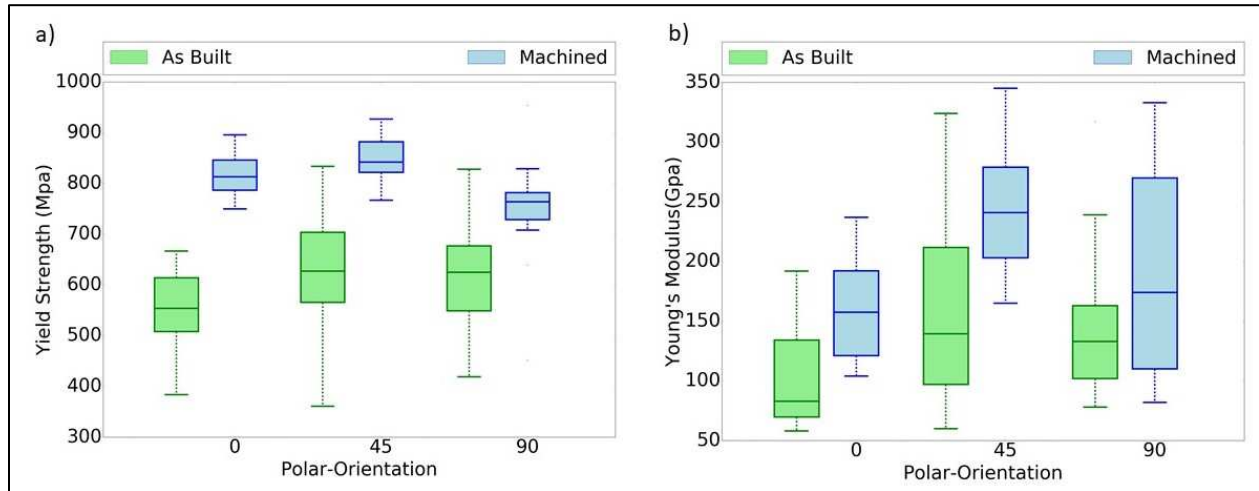 a)
As Built
Machined
1000
900
800
700
600
500
400
300
Yield Strength (Mpa)
0
45
90
Polar-Orientation
b)
As Built
Machined
350
300
250
200
150
100
50
Young's Modulus(Gpa)
0
45
90
Polar-Orientation